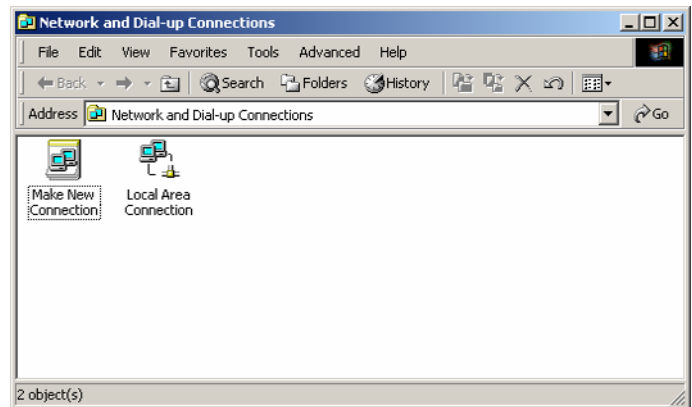 Network and Dial-up Connections
File Edit View Favorites Tools Advanced Help
Back Search Folders History
Address Network and Dial-up Connections Go
Make New Connection
Local Area Connection
2 object(s)